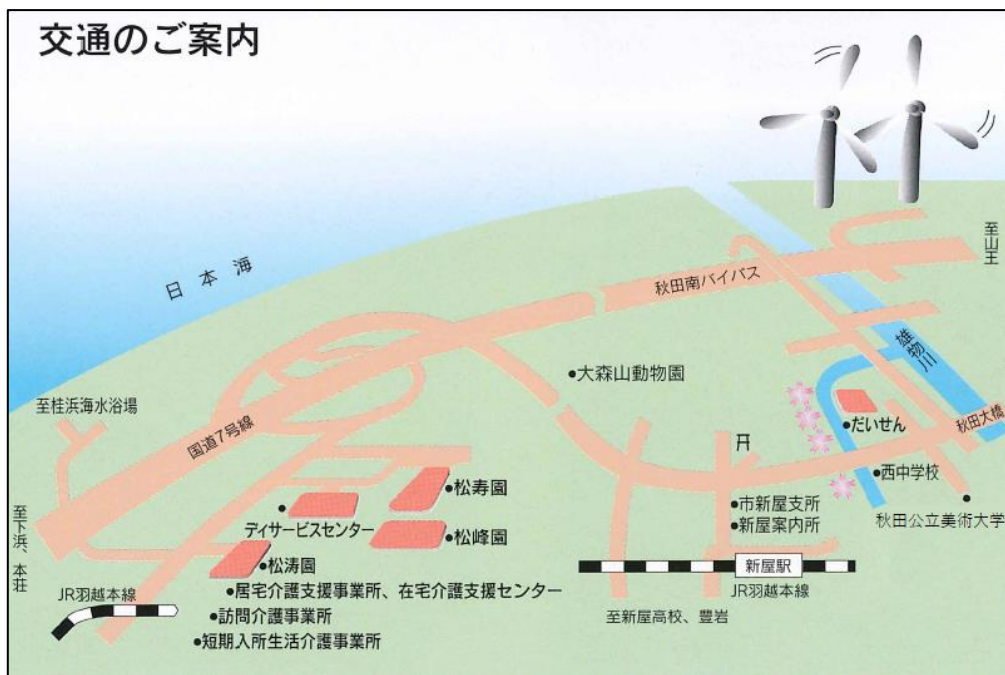 交通のご案内
日本海
至山王
秋田南バイパス
雄物川
●大森山動物園
至桂浜海水浴場
国道7号線
●だいせん
秋田大橋
●西中学校
●松寿園
●市新屋支所
●新屋案内所
秋田公立美術大学
至下浜、本荘
デイサービスセンター
●松峰園
●松涛園
新屋駅
JR羽越本線
●居宅介護支援事業所、在宅介護支援センター
JR羽越本線
●訪問介護事業所
至新屋高校、豊岩
●短期入所生活介護事業所